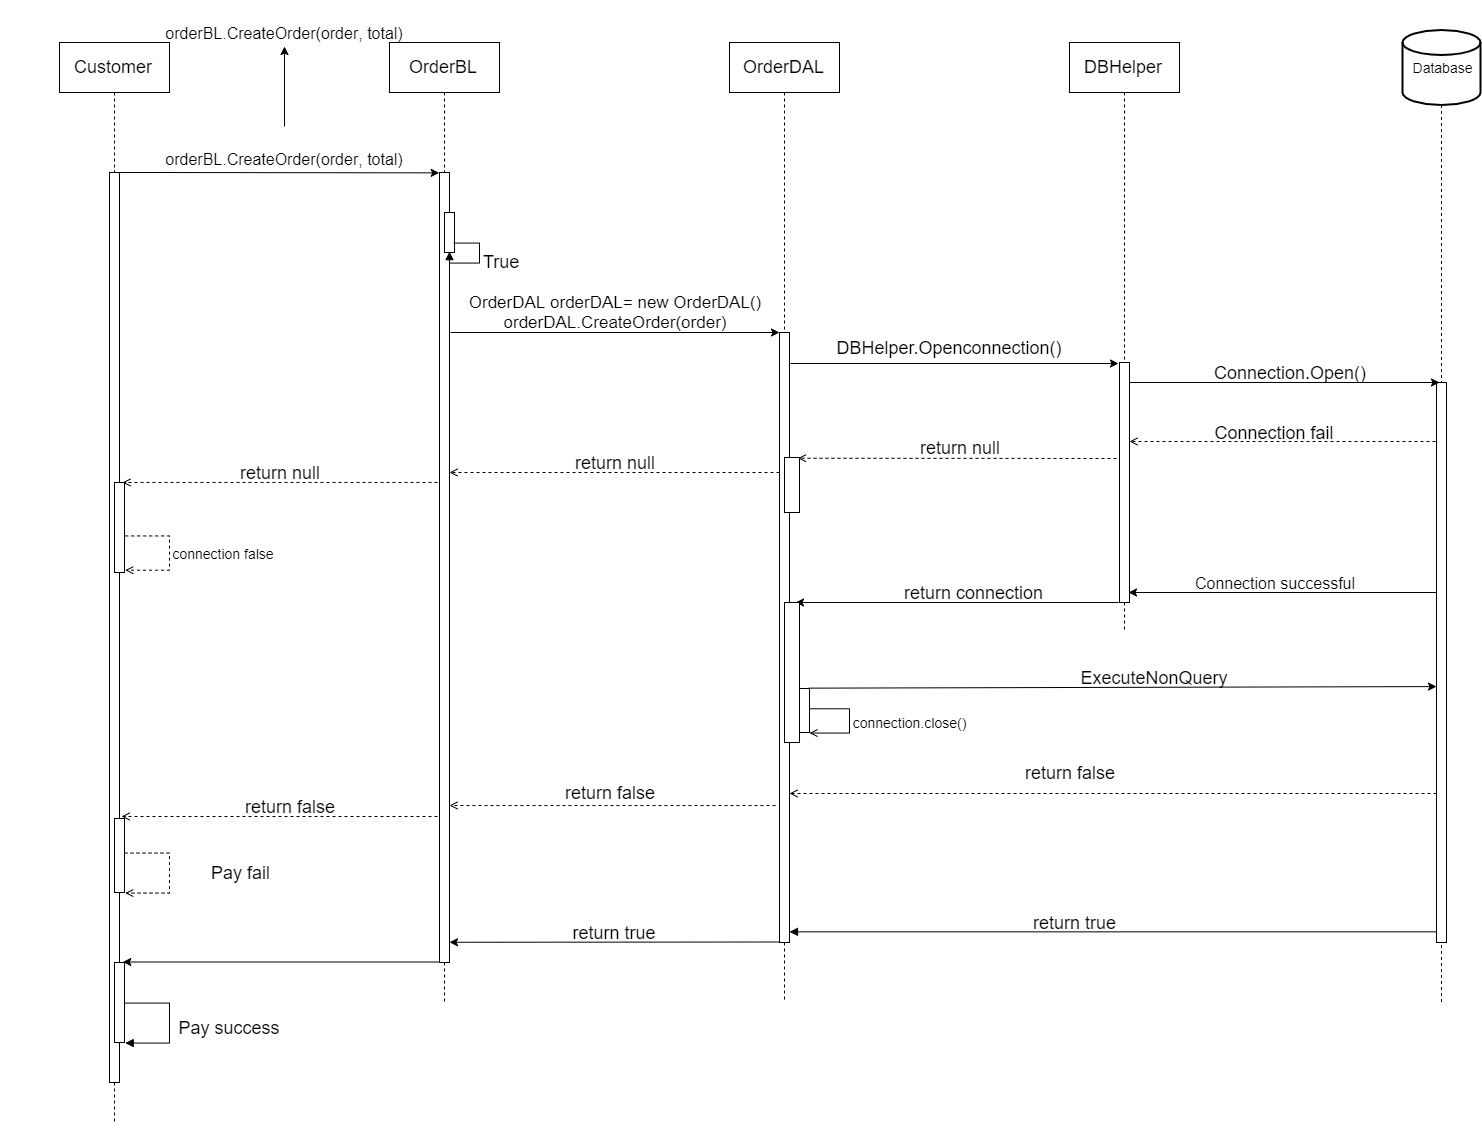 orderBL.CreateOrder(order, total)
Customer
OrderBL
OrderDAL
DBHelper
Database
orderBL.CreateOrder(order, total)
True
OrderDAL orderDAL= new OrderDAL()
orderDAL.CreateOrder(order)
DBHelper.Openconnection()
Connection.Open()
Connection fail
return null
return null
return null
connection false
Connection successful
return connection
ExecuteNonQuery
connection.close()
return false
return false
return false
Pay fail
return true
return true
Pay success